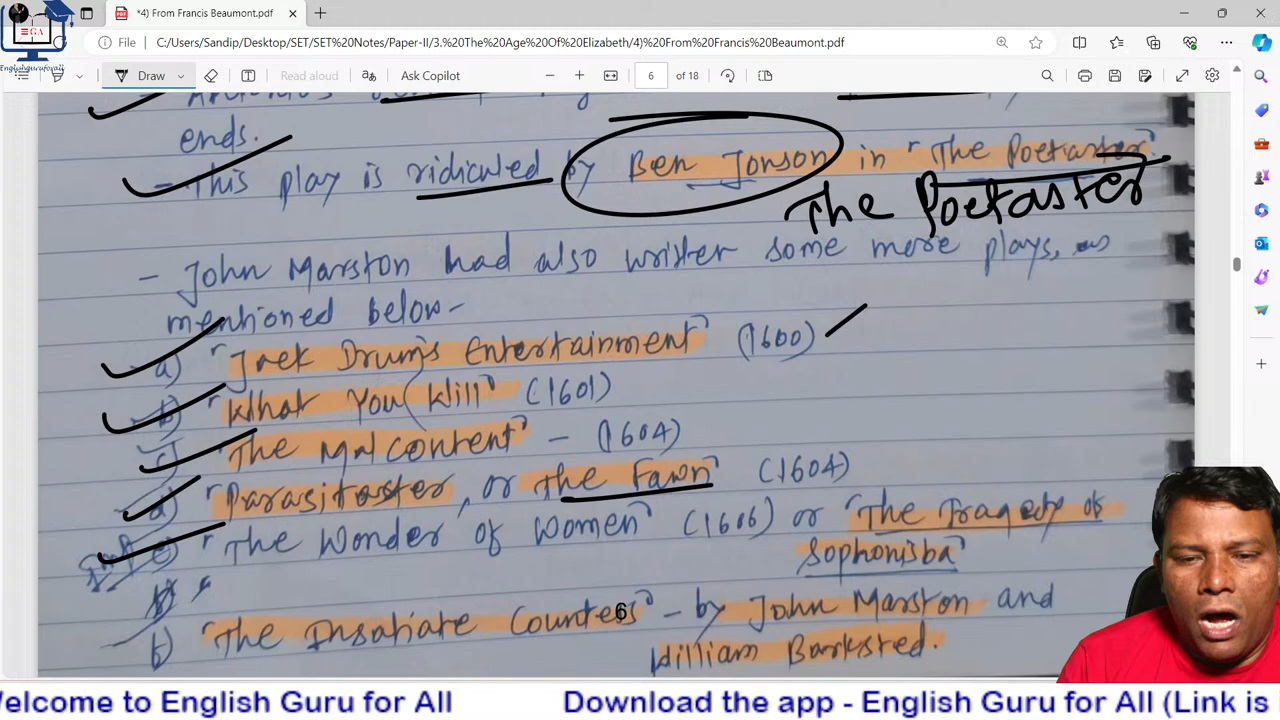 *4) From Francis Beaumont.pdf
File C:/Users/Sandip/Desktop/SET/SET%20Notes/Paper-II/3.%20The%20Age%20Of%20Elizabeth/4)%20From%20Francis%20Beaumont.pdf
Draw Read aloud Ask Copilot 6 of 18
EGA
Englishguruforall
ends.
- This play is ridiculed by Ben Jonson in "The Poetaster"
The Poetaster
- John Marston had also writter some more plays, as
mentioned below-
a) "Jack Drum's Entertainment" (1600)
b) "What You Will" (1601)
c) "The Malcontent" - (1604)
d) "Parasitaster, or the Fawn" (1604)
e) "The Wonder of Women" (1606) or "The Tragedy of
Sophonisba"
f) "The Insatiate Countess" - by John Marston and
William Barksted.
6
Welcome to English Guru for All Download the app - English Guru for All (Link is